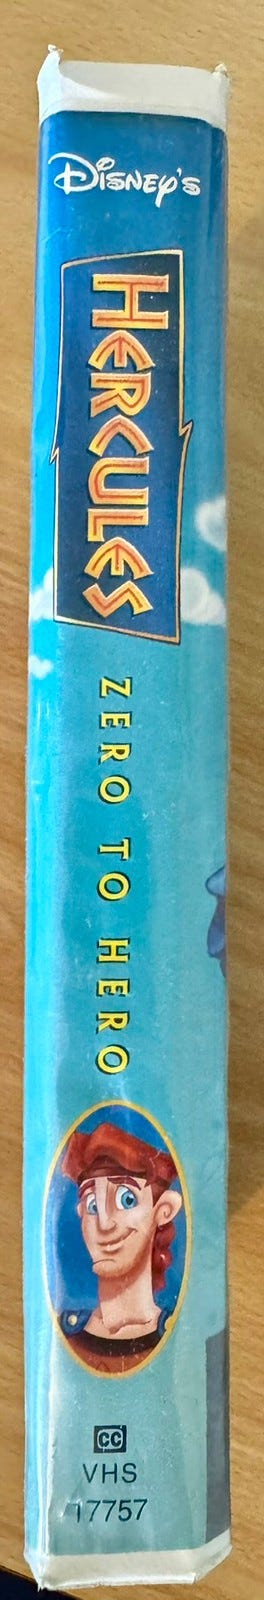 Disney's
HERCULES
ZERO TO HERO
CC
VHS
17757